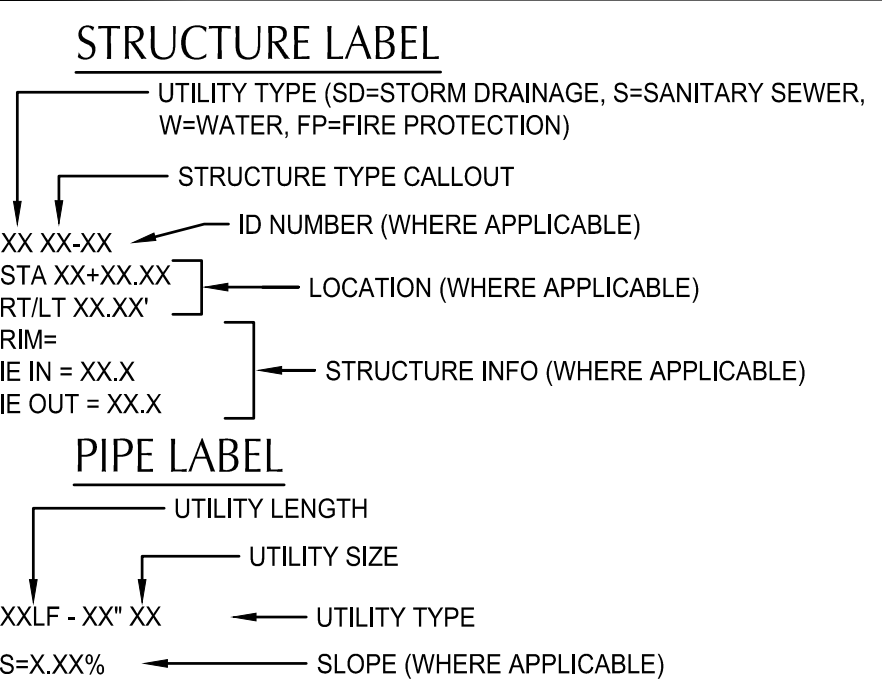 STRUCTURE LABEL
UTILITY TYPE (SD=STORM DRAINAGE, S=SANITARY SEWER,
W=WATER, FP=FIRE PROTECTION)
STRUCTURE TYPE CALLOUT
ID NUMBER (WHERE APPLICABLE)
XX XX-XX
STA XX+XX.XX
RT/LT XX.XX'
LOCATION (WHERE APPLICABLE)
RIM=
IE IN = XX.X
IE OUT = XX.X
STRUCTURE INFO (WHERE APPLICABLE)
PIPE LABEL
UTILITY LENGTH
UTILITY SIZE
XXLF - XX" XX
UTILITY TYPE
S=X.XX%
SLOPE (WHERE APPLICABLE)